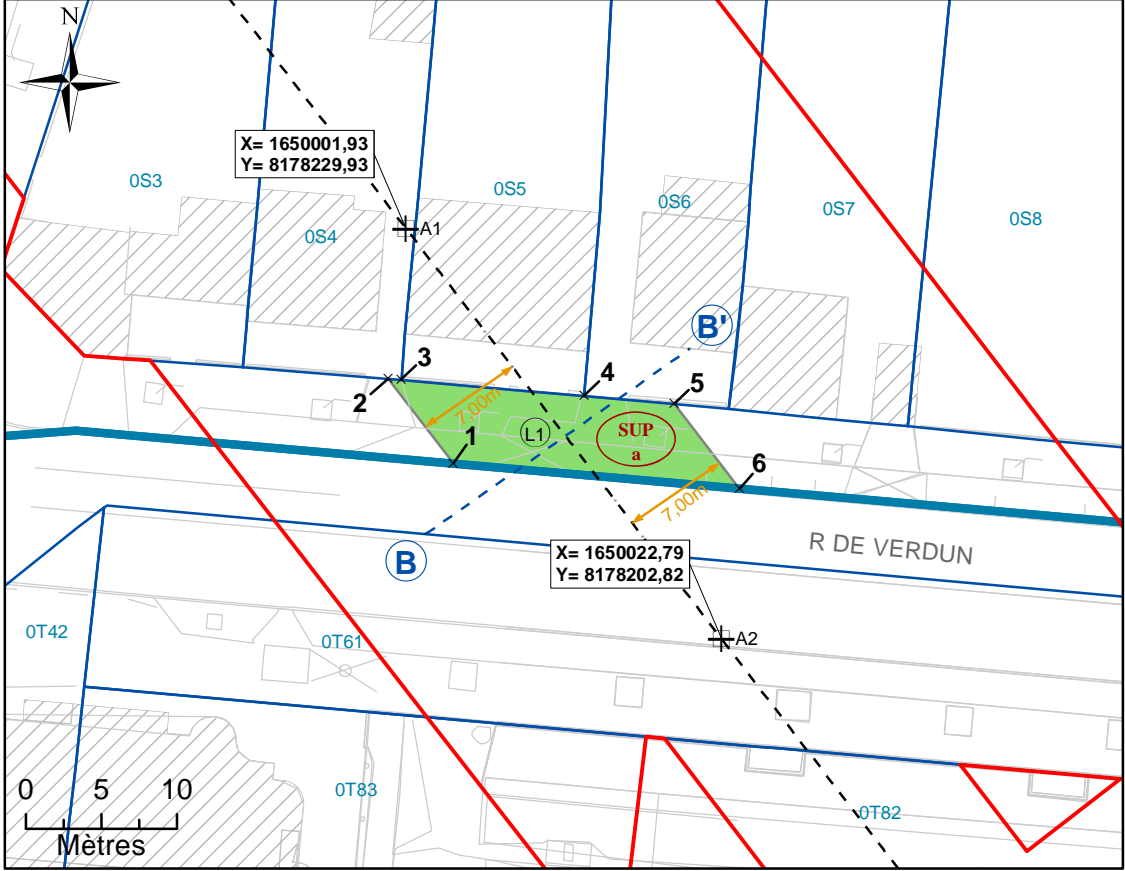 N
X= 1650001,93
Y= 8178229,93
0S3
0S4
A1
0S5
0S6
0S7
0S8
B'
3
2
4
5
7,00m
L1
SUP
a
1
6
7,00m
R DE VERDUN
B
X= 1650022,79
Y= 8178202,82
0T42
0T61
A2
0T83
0T82
0 5 10
Mètres